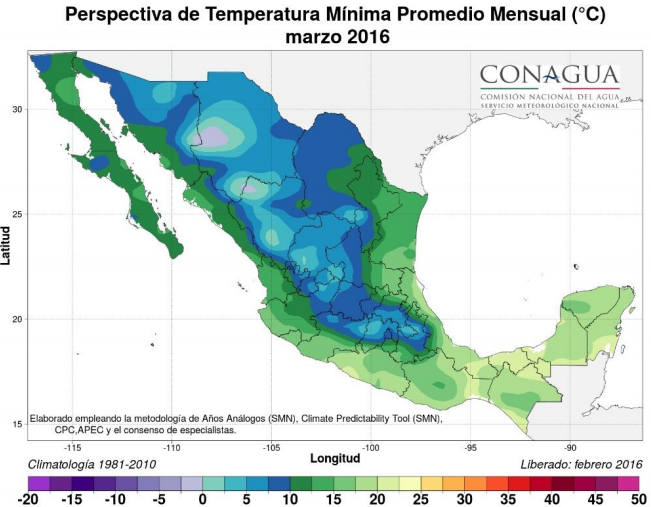 Perspectiva de Temperatura Mínima Promedio Mensual (°C)
marzo 2016
CONAGUA
COMISIÓN NACIONAL DEL AGUA
SERVICIO METEOROLÓGICO NACIONAL
Latitud
30
25
20
15
Elaborado empleando la metodología de Años Análogos (SMN), Climate Predictability Tool (SMN),
CPC,APEC y el consenso de especialistas.
-115 -110 -105 -100 -95 -90
Longitud
Climatología 1981-2010 Liberado: febrero 2016
-20 -15 -10 -5 0 5 10 15 20 25 30 35 40 45 50